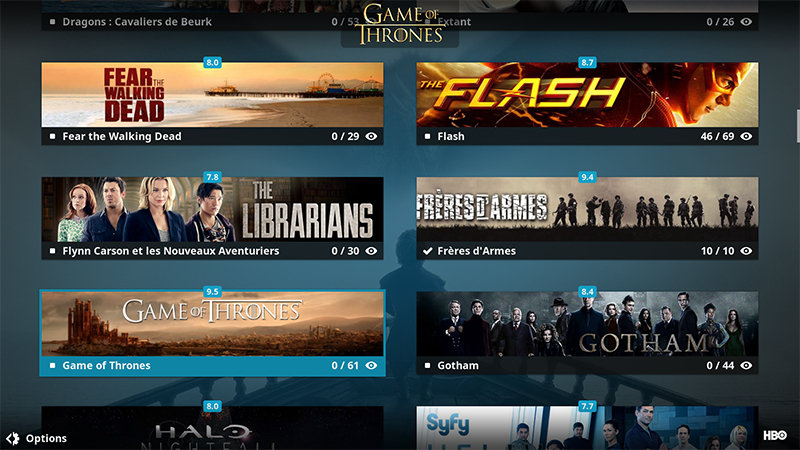 Dragons : Cavaliers de Beurk
0 / 53
GAME OF
THRONES
Extant
0 / 26
8.0
FEAR THE
WALKING
DEAD
Fear the Walking Dead
0 / 29
8.7
THE
FLASH
Flash
46 / 69
7.8
THE
LIBRARIANS
Flynn Carson et les Nouveaux Aventuriers
0 / 30
9.4
FRÈRES D'ARMES
Frères d'Armes
10 / 10
9.5
GAME OF THRONES
Game of Thrones
0 / 61
8.4
GOTHAM
Gotham
0 / 44
8.0
HALO
NIGHTFALL
7.7
Syfy
Options
HBO